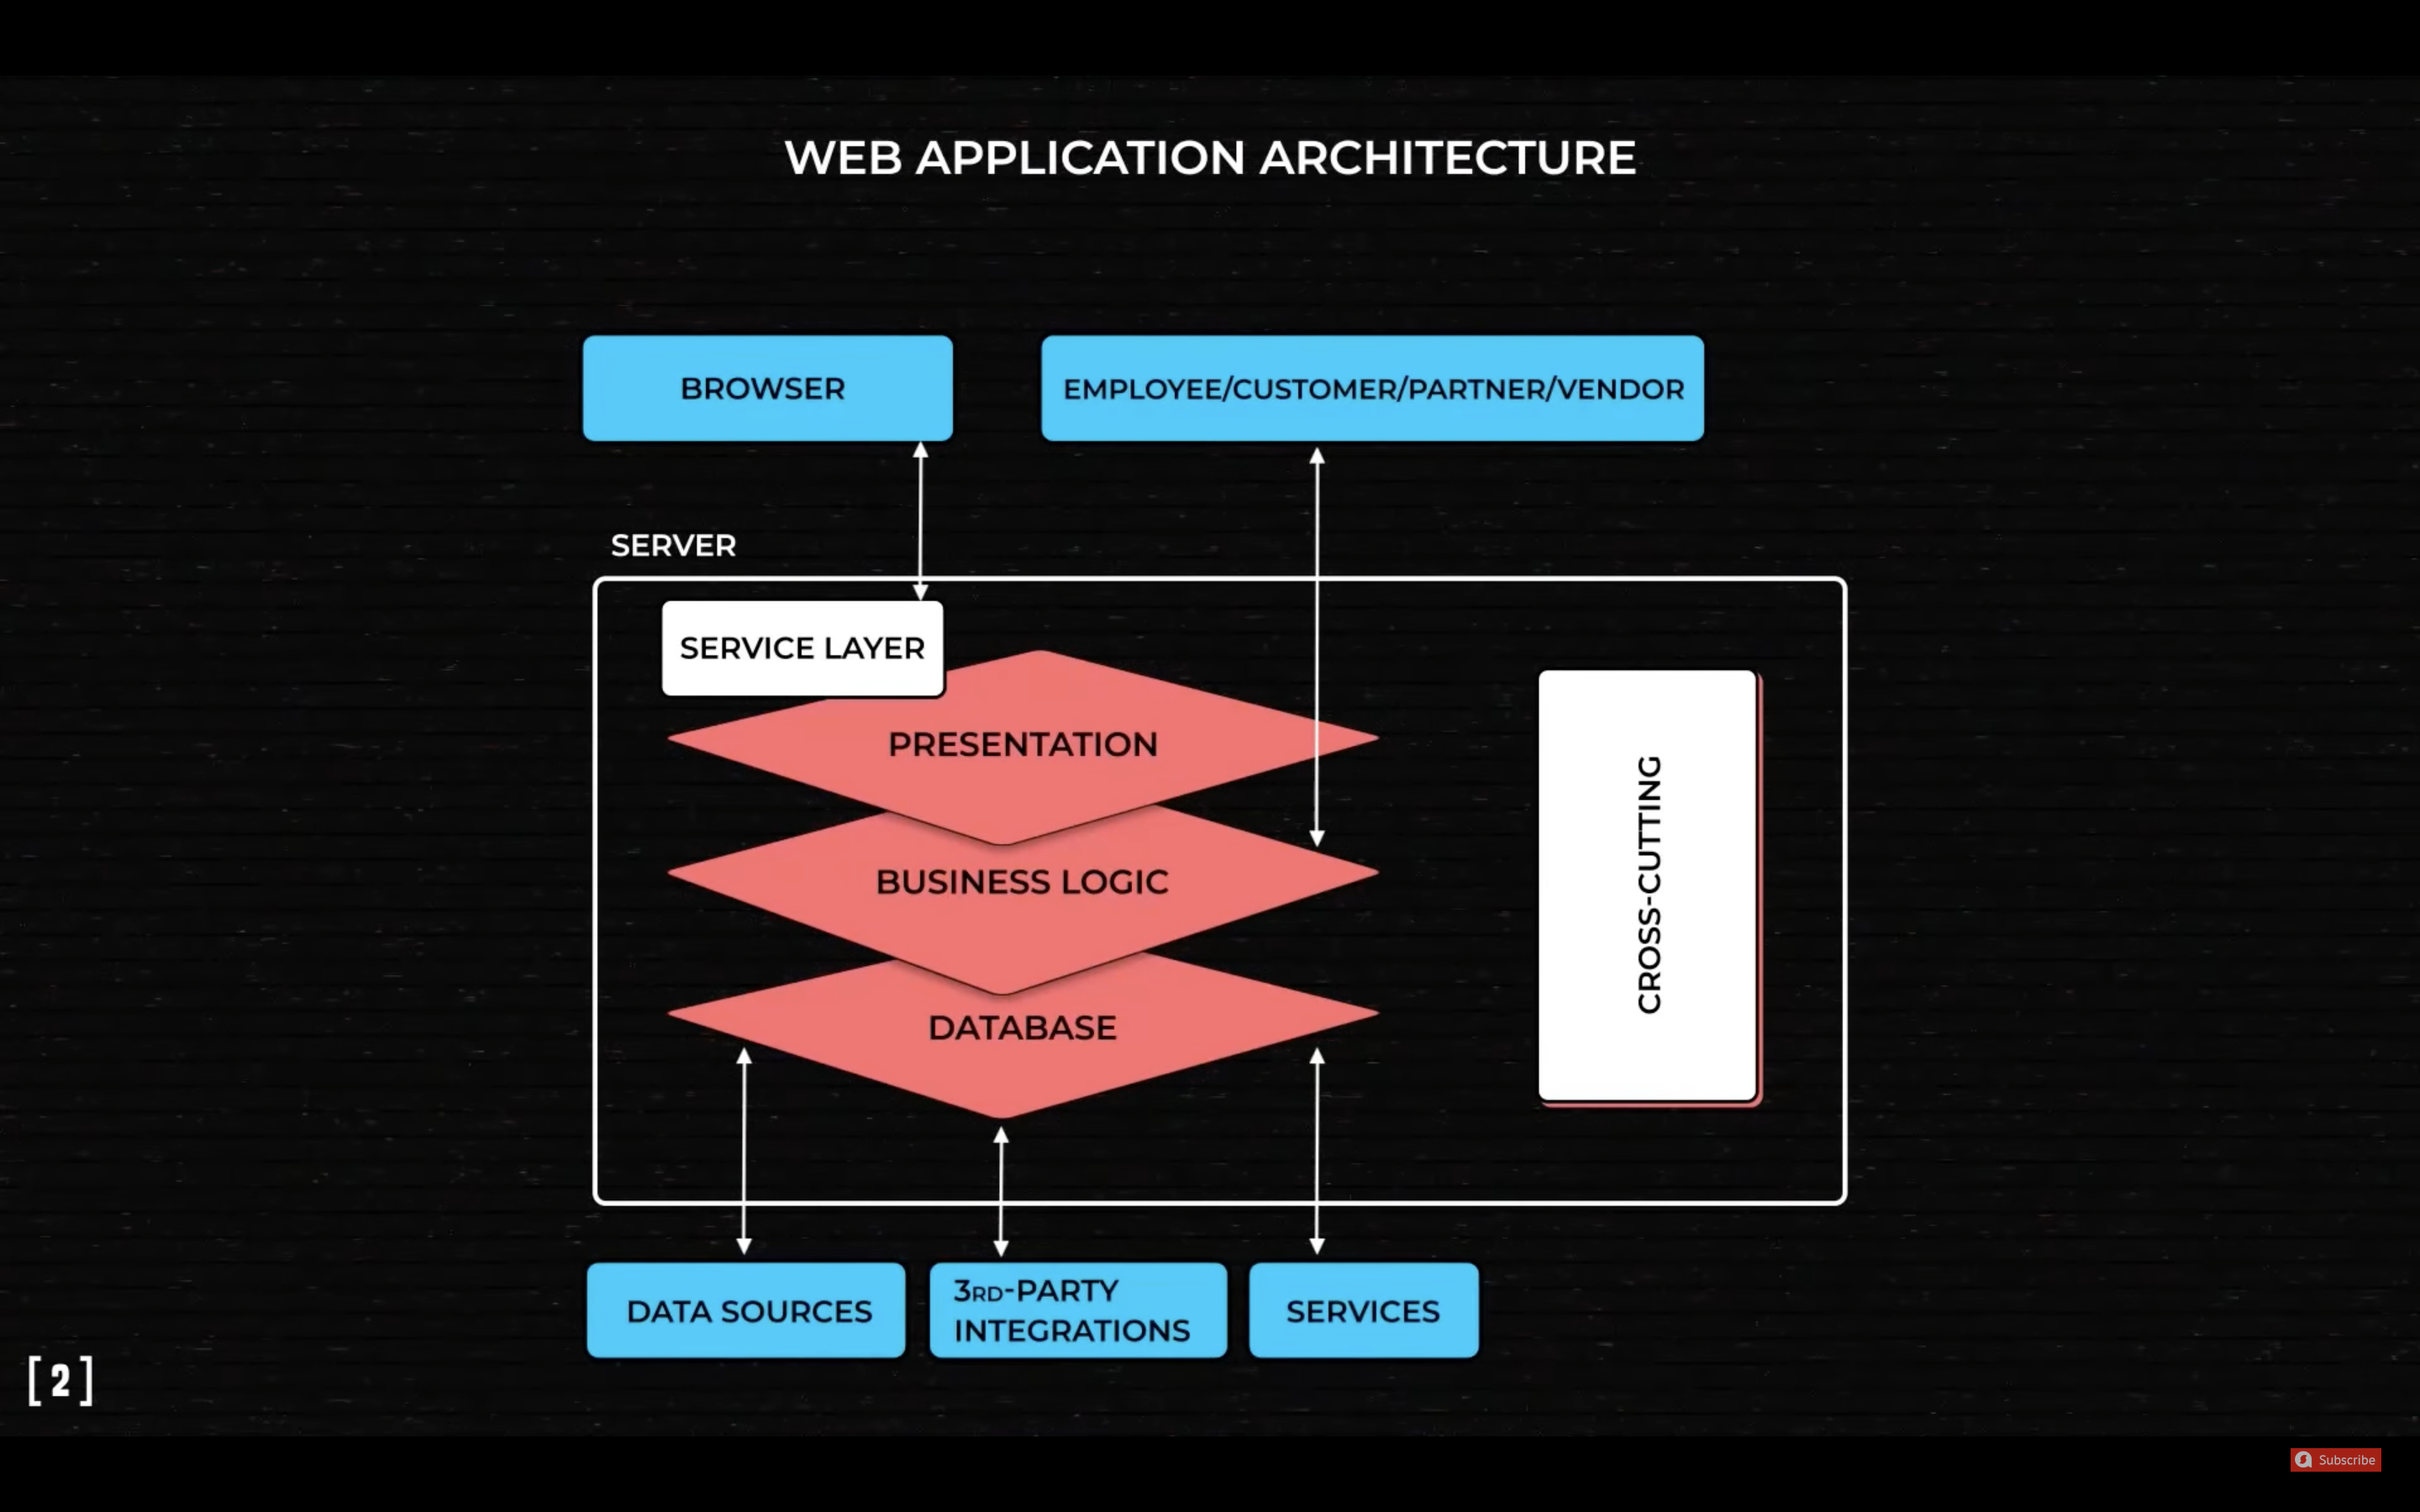 WEB APPLICATION ARCHITECTURE
BROWSER
EMPLOYEE/CUSTOMER/PARTNER/VENDOR
SERVER
SERVICE LAYER
PRESENTATION
BUSINESS LOGIC
DATABASE
CROSS-CUTTING
DATA SOURCES
3RD-PARTY
INTEGRATIONS
SERVICES
[2]
Subscribe